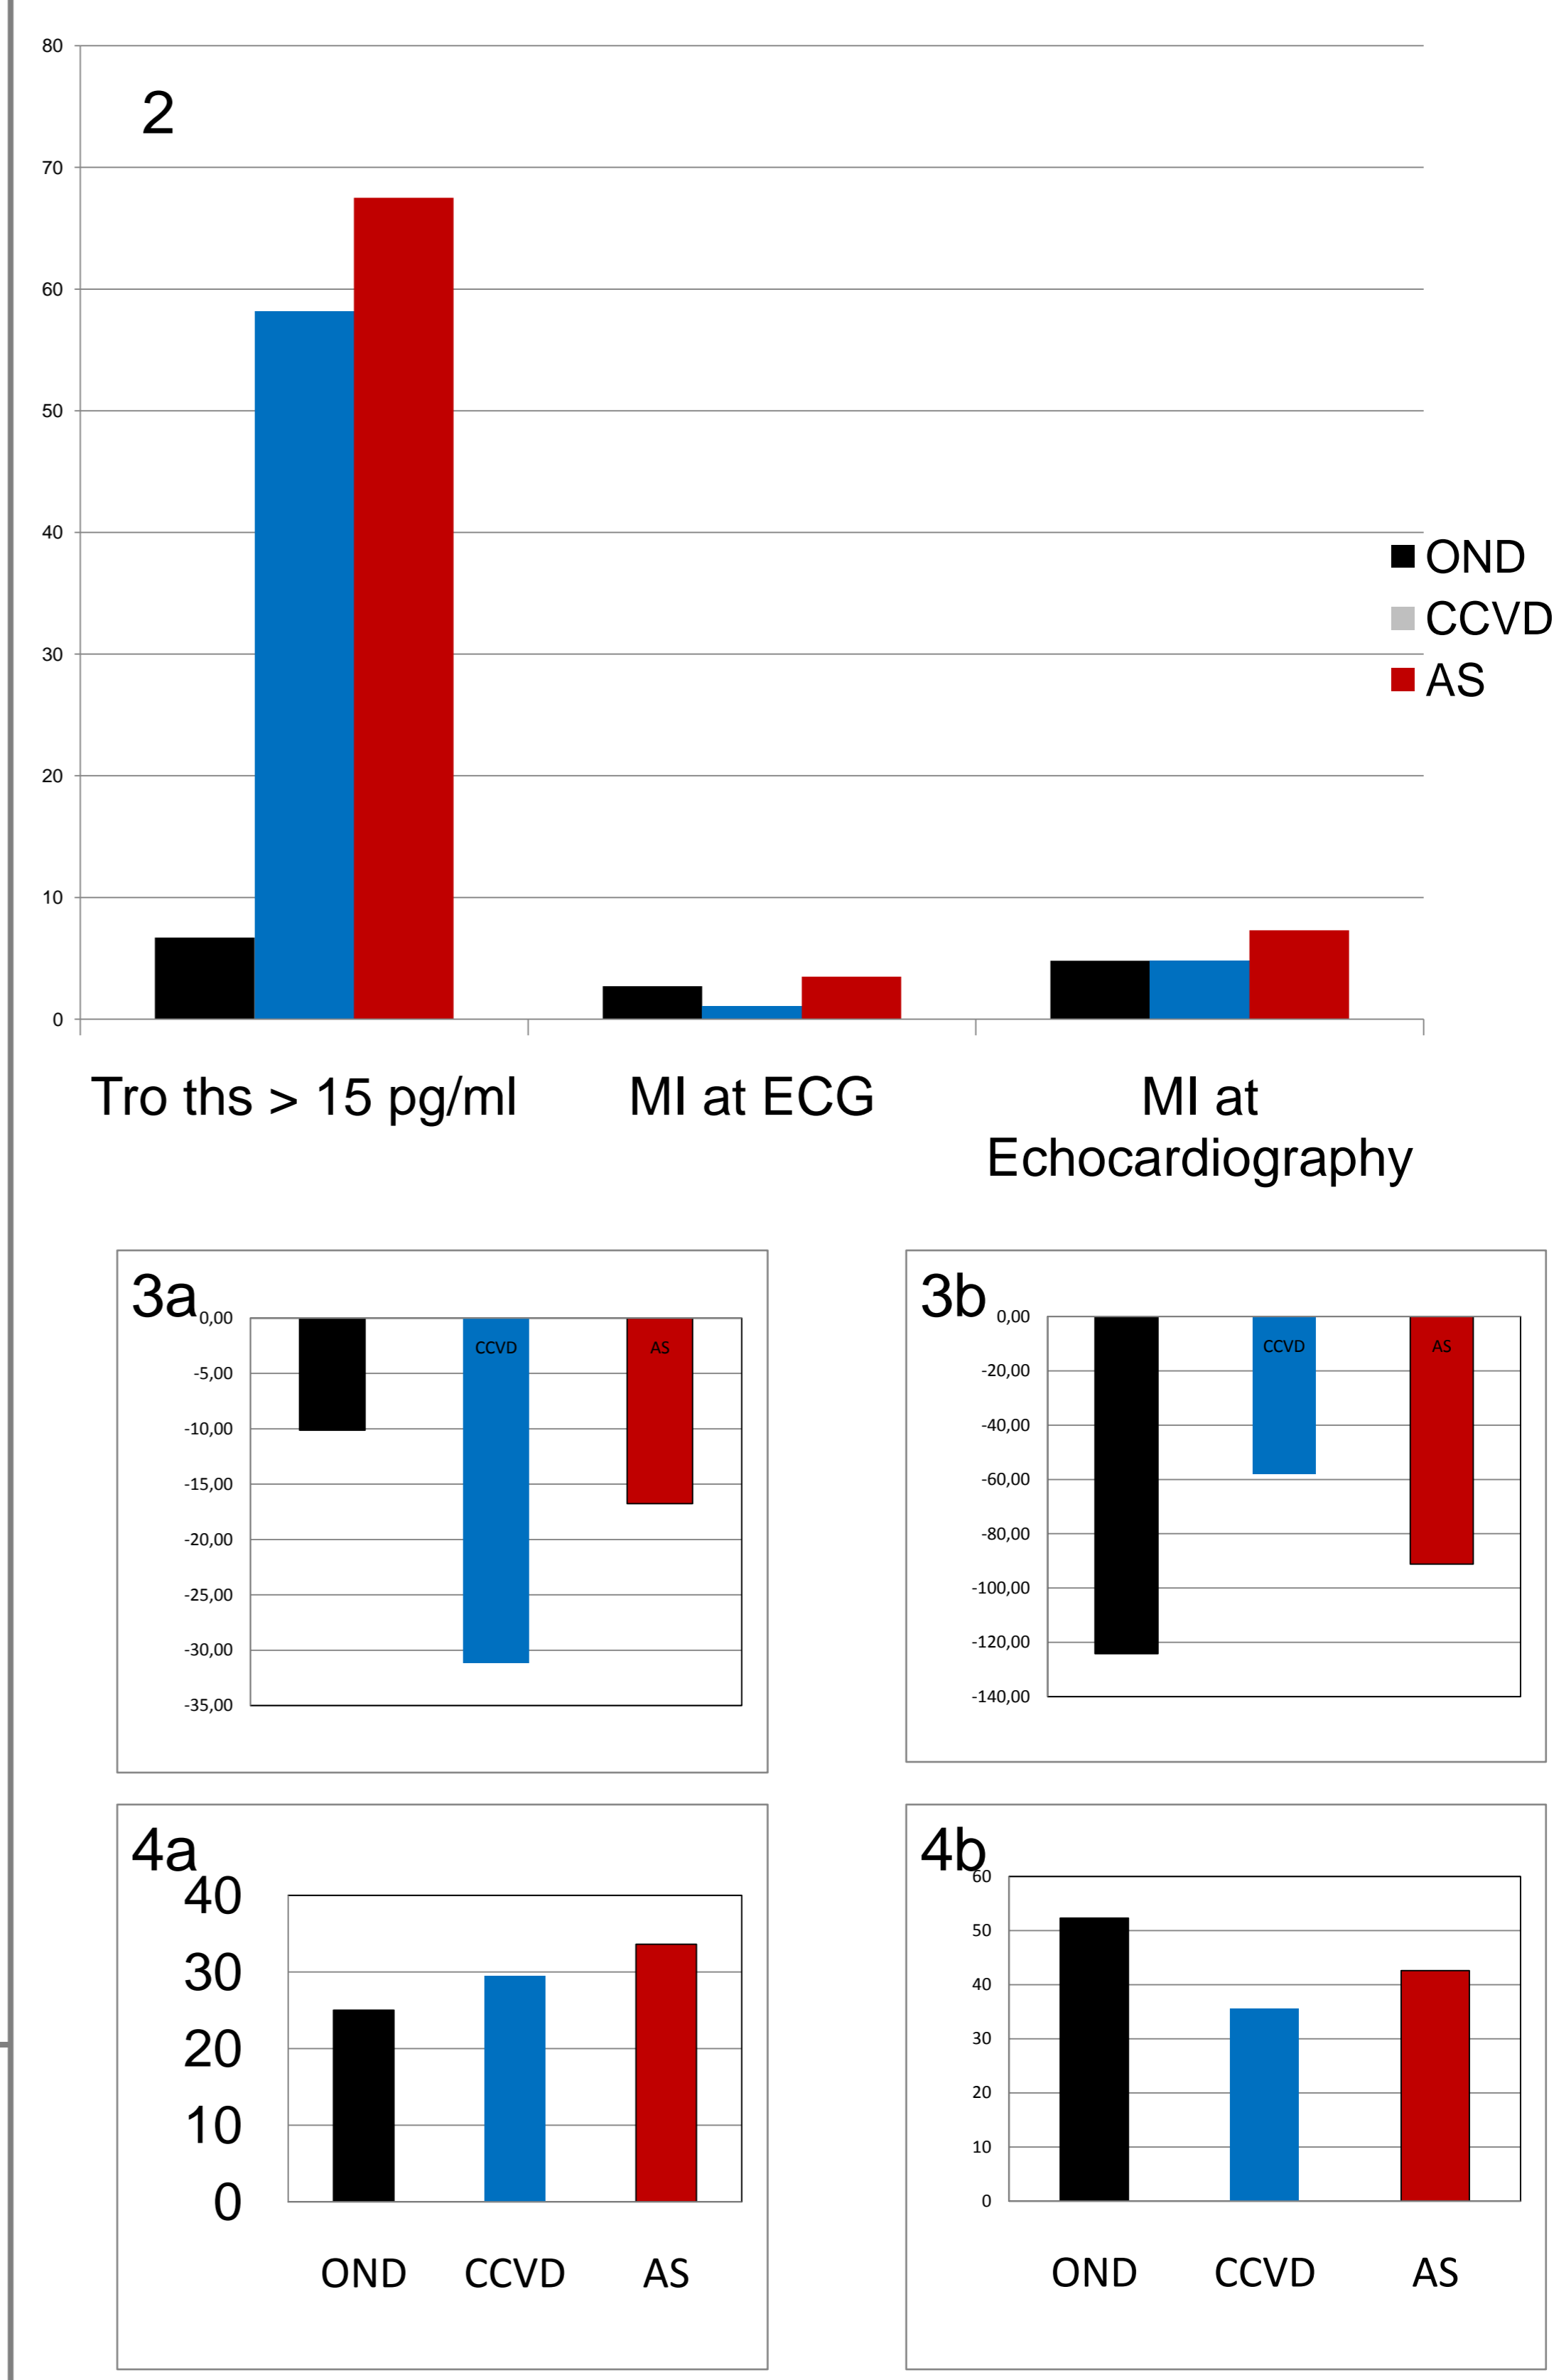 80
2
70
60
50
40
30
20
10
0
OND
CCVD
AS
Tro ths > 15 pg/ml
MI at ECG
MI at
Echocardiography
3a
0,00
-5,00
-10,00
-15,00
-20,00
-25,00
-30,00
-35,00
CCVD
AS
3b
0,00
-20,00
-40,00
-60,00
-80,00
-100,00
-120,00
-140,00
CCVD
AS
4a
40
30
20
10
0
OND
CCVD
AS
4b
60
50
40
30
20
10
0
OND
CCVD
AS